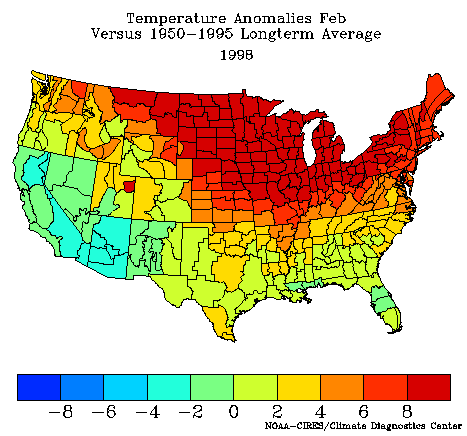 Temperature Anomalies Feb
Versus 1950-1995 Longterm Average
1998
-8 -6 -4 -2 0 2 4 6 8
NOAA-CIRES/Climate Diagnostics Center